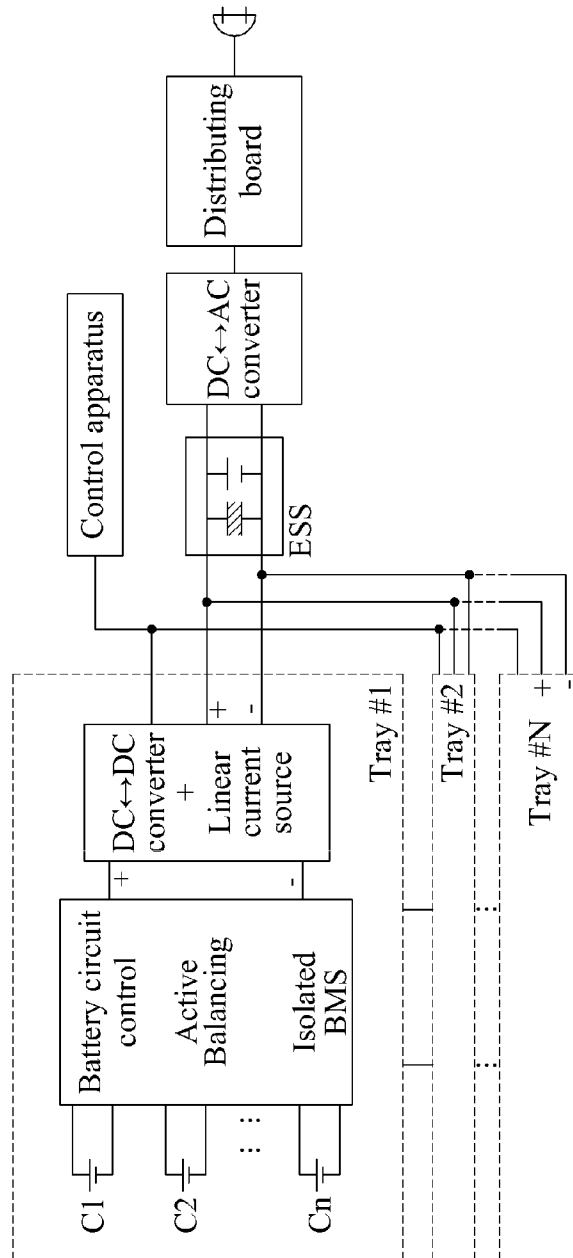 Control apparatus
Distributing
board
DC↔AC
converter
ESS
DC↔DC
converter
+
Linear
current
source
+
-
+
-
Battery circuit
control
Active
Balancing
Isolated
BMS
C1
C2
...
...
Cn
Tray #1
Tray #2
...
...
Tray #N
+
-